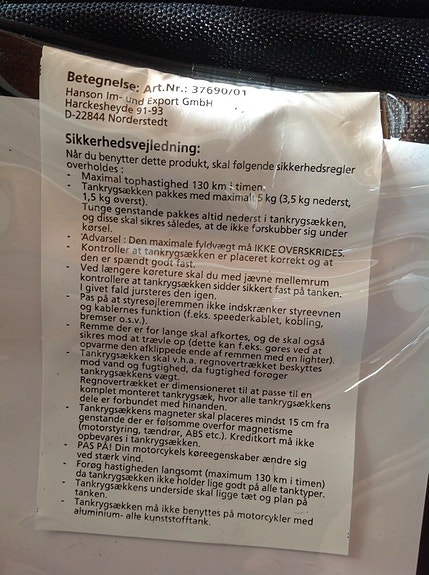 Betegnelse: Art.Nr.: 37690/01
Hanson Im- und Export GmbH
Harckesheyde 91-93
D-22844 Norderstedt
Sikkerhedsvejledning:
Når du benytter dette produkt, skal følgende sikkerhedsregler
overholdes :
- Maximal tophastighed 130 km i timen.
- Tankrygsækken pakkes med maximalt 5 kg (3,5 kg nederst,
1,5 kg øverst).
Tunge genstande pakkes altid nederst i tankrygsækken,
og disse skal sikres således, at de ikke forskubber sig under
kørsel.
- Advarsel : Den maximale fyldvægt må IKKE OVERSKRIDES.
- Kontroller at tankrygsækken er placeret korrekt og at
den er spændt godt fast.
- Ved længere køreture skal du med jævne mellemrum
kontrollere at tankrygsækken sidder sikkert fast på tanken.
I givet fald justeres den igen.
- Pas på at styresøjleremmen ikke indskrænker styreevnen
og kablernes funktion (f.eks. speederkablet, kobling,
bremser o.s.v.).
- Remme der er for lange skal afkortes, og de skal også
sikres mod at trævle op (dette kan f.eks. gøres ved at
opvarme den afklippede ende af remmen med en lighter).
- Tankrygsækken skal v.h.a. regnovertrækket beskyttes
mod vand og fugtighed, da fugtighed forøger
tankrygsækkens vægt.
Regnovertrækket er dimensioneret til at passe til en
komplet monteret tankrygsæk, hvor alle tankrygsækkens
dele er forbundet med hinanden.
- Tankrygsækkens magneter skal placeres mindst 15 cm fra
genstande der er følsomme overfor magnetisme
(motorstyring, tændrør, ABS etc.). Kreditkort må ikke
opbevares i tankrygsækken.
- PAS PÅ! Din motorcykels køreegenskaber ændre sig
ved stærk vind.
- Forøg hastigheden langsomt (maximum 130 km i timen)
da tankrygsækken ikke holder lige godt på alle tanktyper.
- Tankrygsækkens underside skal ligge tæt og plan på
tanken.
- Tankrygsækken må ikke benyttes på motorcykler med
aluminium- alle kunststofftank.